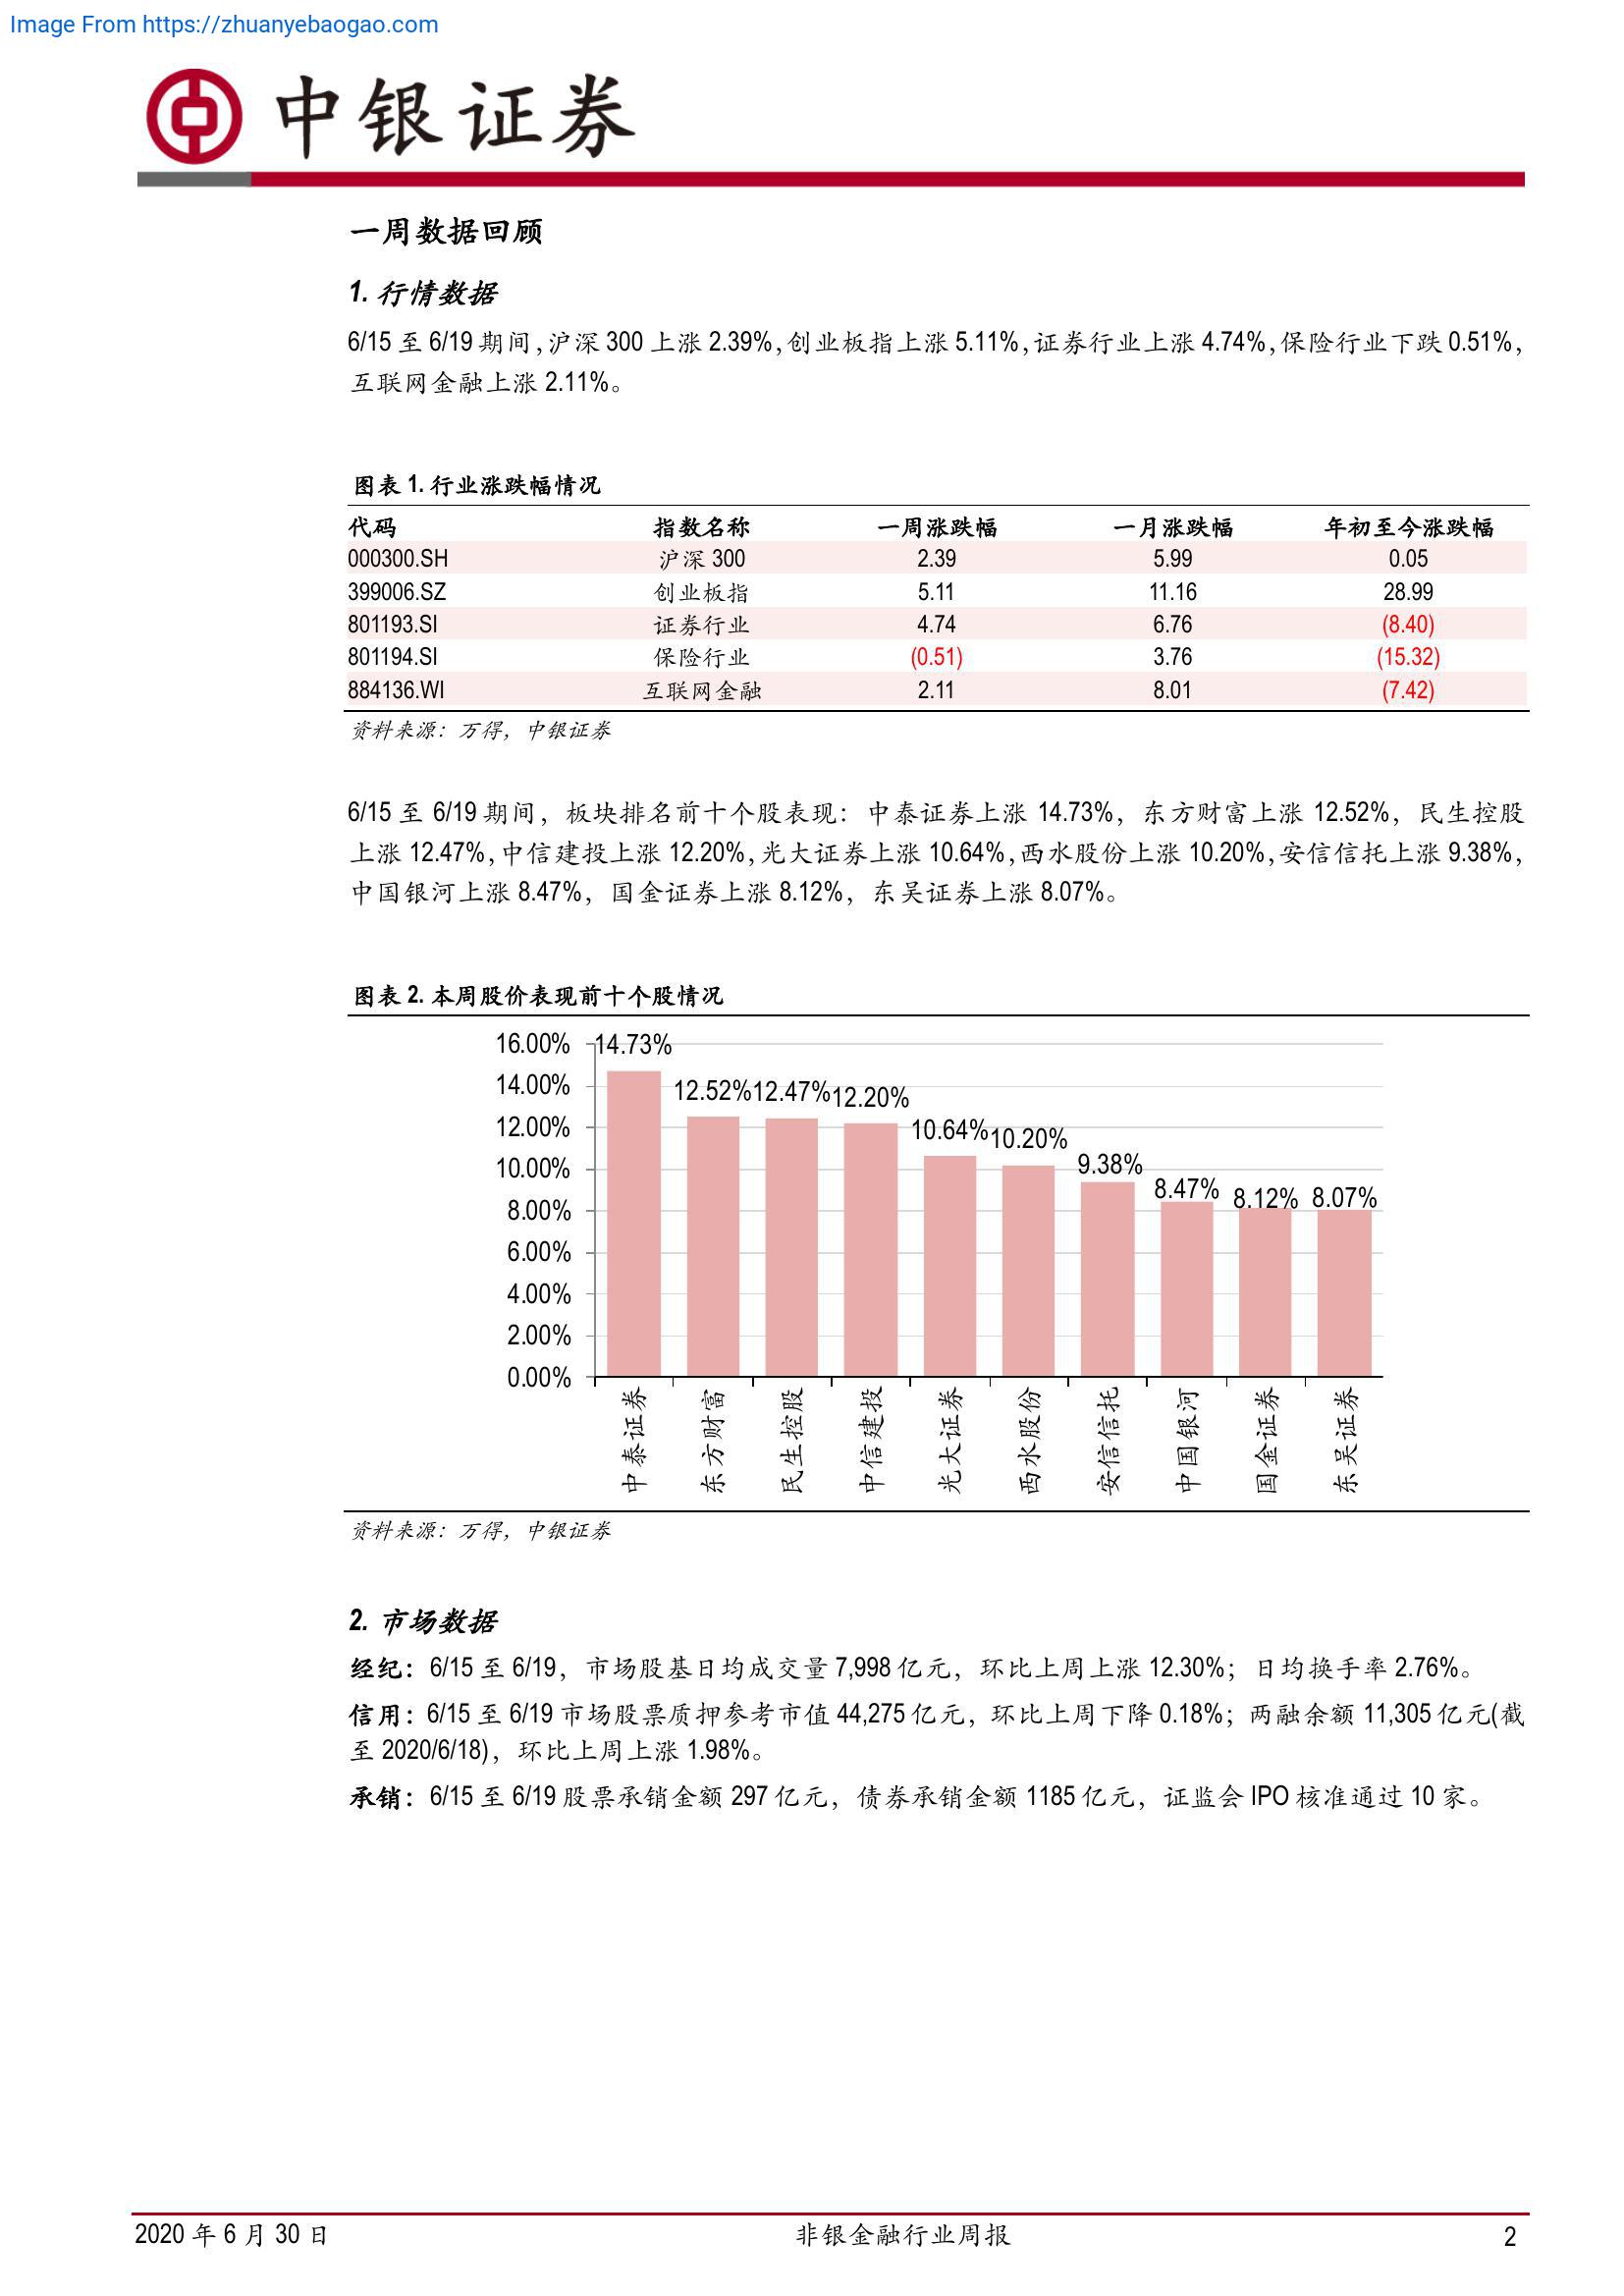 Image From https://zhuanyebaogao.com
中银证券
一周数据回顾
1. 行情数据
6/15 至 6/19 期间，沪深 300 上涨 2.39%，创业板指上涨 5.11%，证券行业上涨 4.74%，保险行业下跌 0.51%，
互联网金融上涨 2.11%。
图表 1. 行业涨跌幅情况
代码 指数名称 一周涨跌幅 一月涨跌幅 年初至今涨跌幅
000300.SH 沪深 300 2.39 5.99 0.05
399006.SZ 创业板指 5.11 11.16 28.99
801193.SI 证券行业 4.74 6.76 (8.40)
801194.SI 保险行业 (0.51) 3.76 (15.32)
884136.WI 互联网金融 2.11 8.01 (7.42)
资料来源：万得，中银证券
6/15 至 6/19 期间，板块排名前十个股表现：中泰证券上涨 14.73%，东方财富上涨 12.52%，民生控股
上涨 12.47%，中信建投上涨 12.20%，光大证券上涨 10.64%，西水股份上涨 10.20%，安信信托上涨 9.38%，
中国银河上涨 8.47%，国金证券上涨 8.12%，东吴证券上涨 8.07%。
图表 2. 本周股价表现前十个股情况
16.00%
14.00%
12.00%
10.00%
8.00%
6.00%
4.00%
2.00%
0.00%
14.73% 12.52% 12.47% 12.20% 10.64% 10.20% 9.38% 8.47% 8.12% 8.07%
中泰证券 东方财富 民生控股 中信建投 光大证券 西水股份 安信信托 中国银河 国金证券 东吴证券
资料来源：万得，中银证券
2. 市场数据
经纪：6/15 至 6/19，市场股基日均成交量 7,998 亿元，环比上周上涨 12.30%；日均换手率 2.76%。
信用：6/15 至 6/19 市场股票质押参考市值 44,275 亿元，环比上周下降 0.18%；两融余额 11,305 亿元(截
至 2020/6/18)，环比上周上涨 1.98%。
承销：6/15 至 6/19 股票承销金额 297 亿元，债券承销金额 1185 亿元，证监会 IPO 核准通过 10 家。
2020 年 6 月 30 日 非银金融行业周报 2